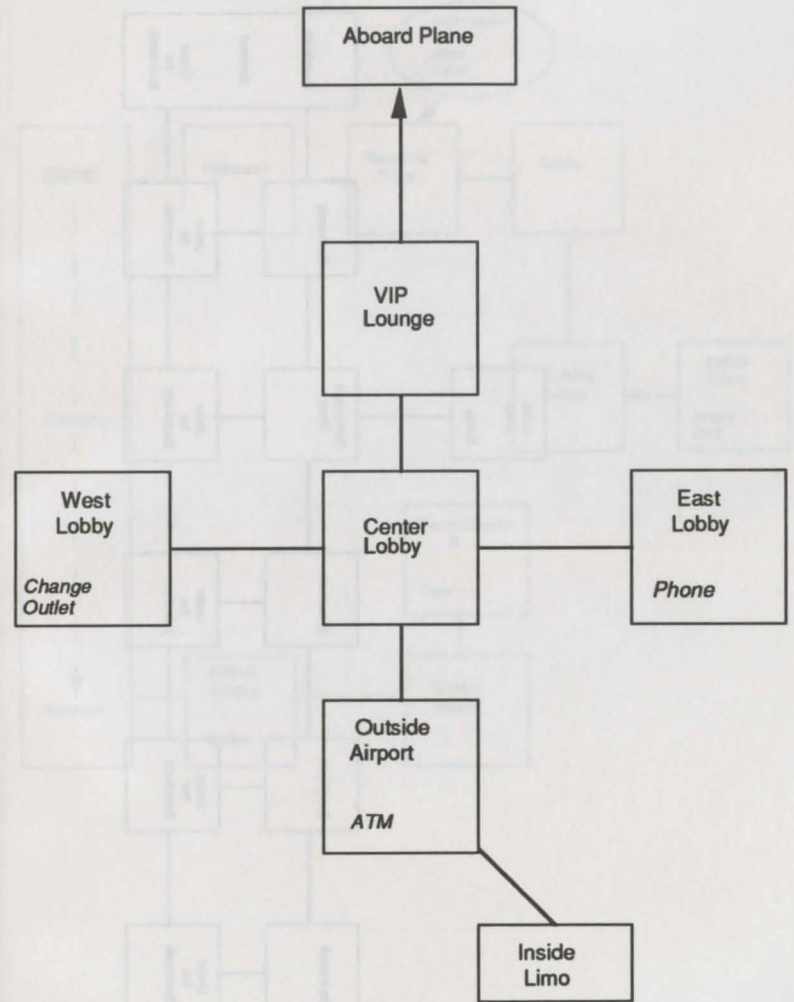 Aboard Plane
VIP
Lounge
West
Lobby
Change
Outlet
Center
Lobby
East
Lobby
Phone
Outside
Airport
ATM
Inside
Limo